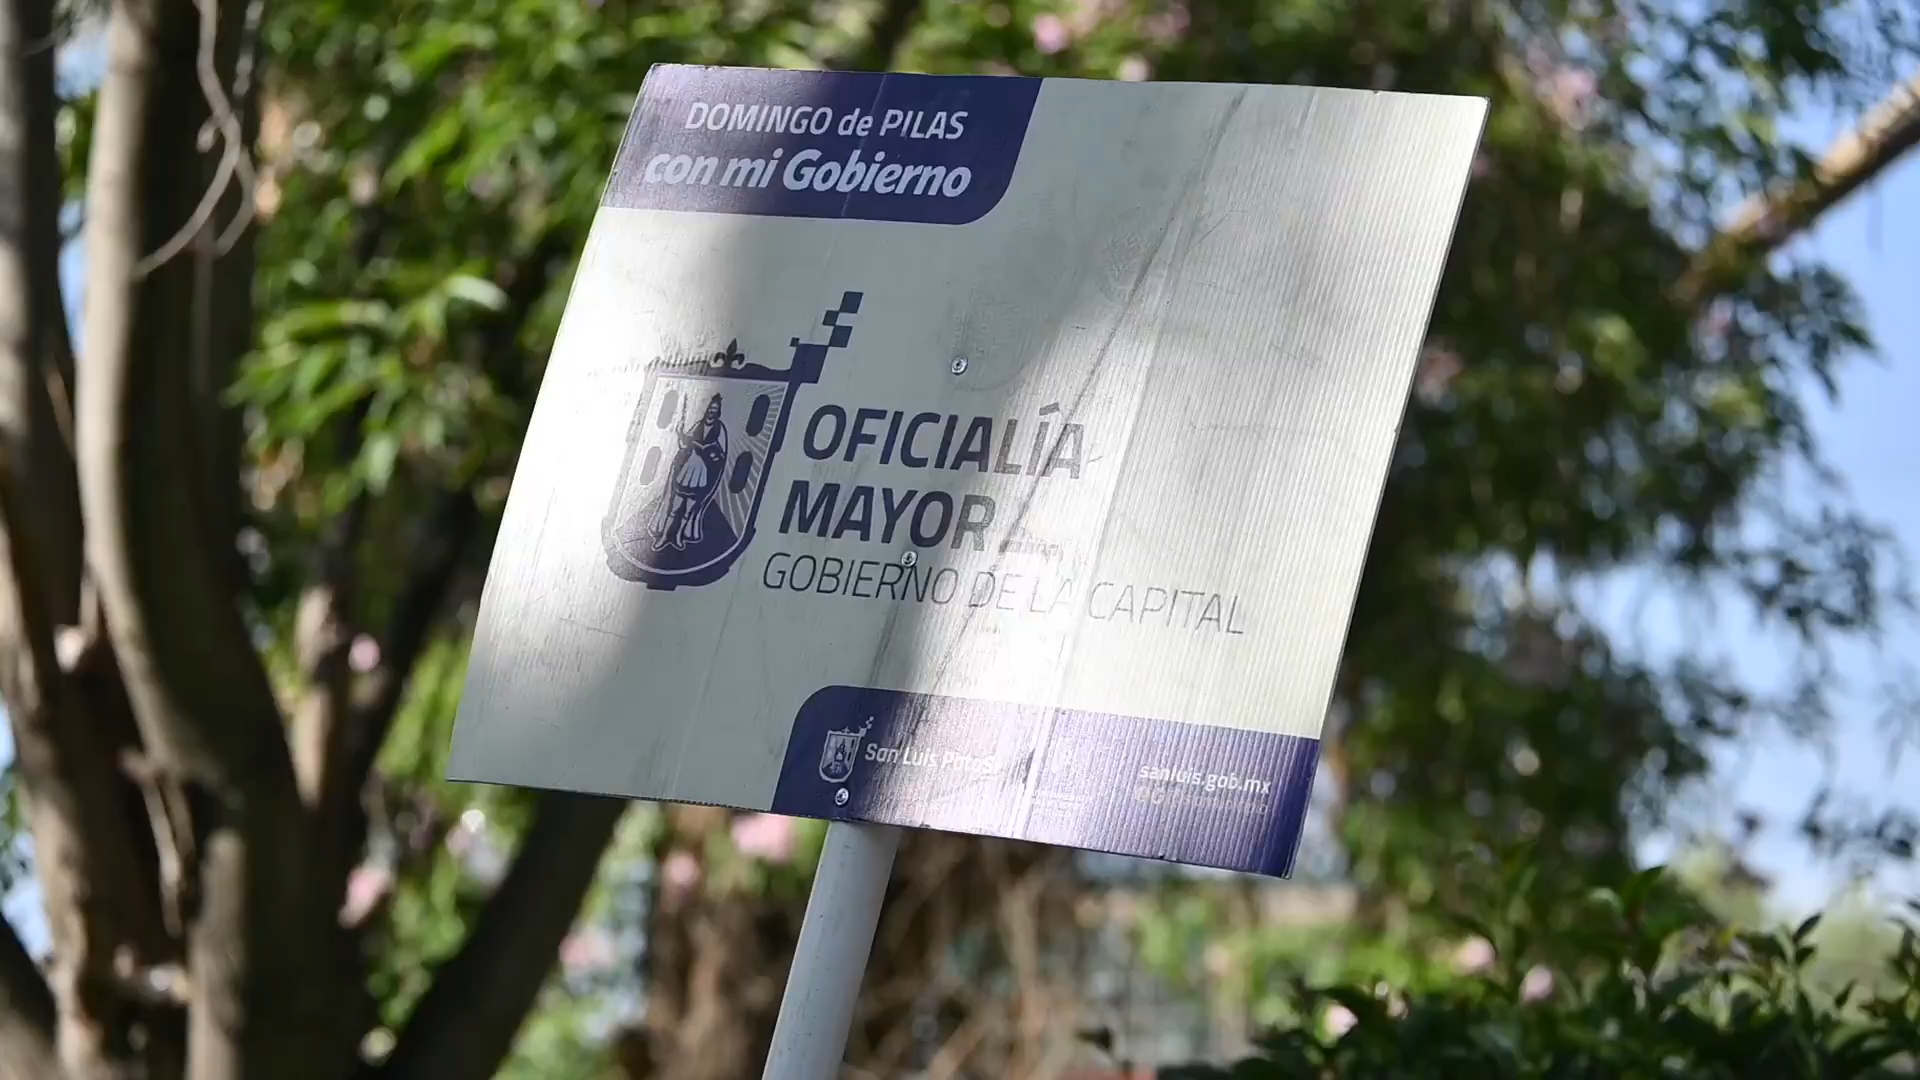 DOMINGO de PILAS
con mi Gobierno
OFICIALÍA
MAYOR
GOBIERNO DE LA CAPITAL
San Luis Potosí
sanluis.gob.mx